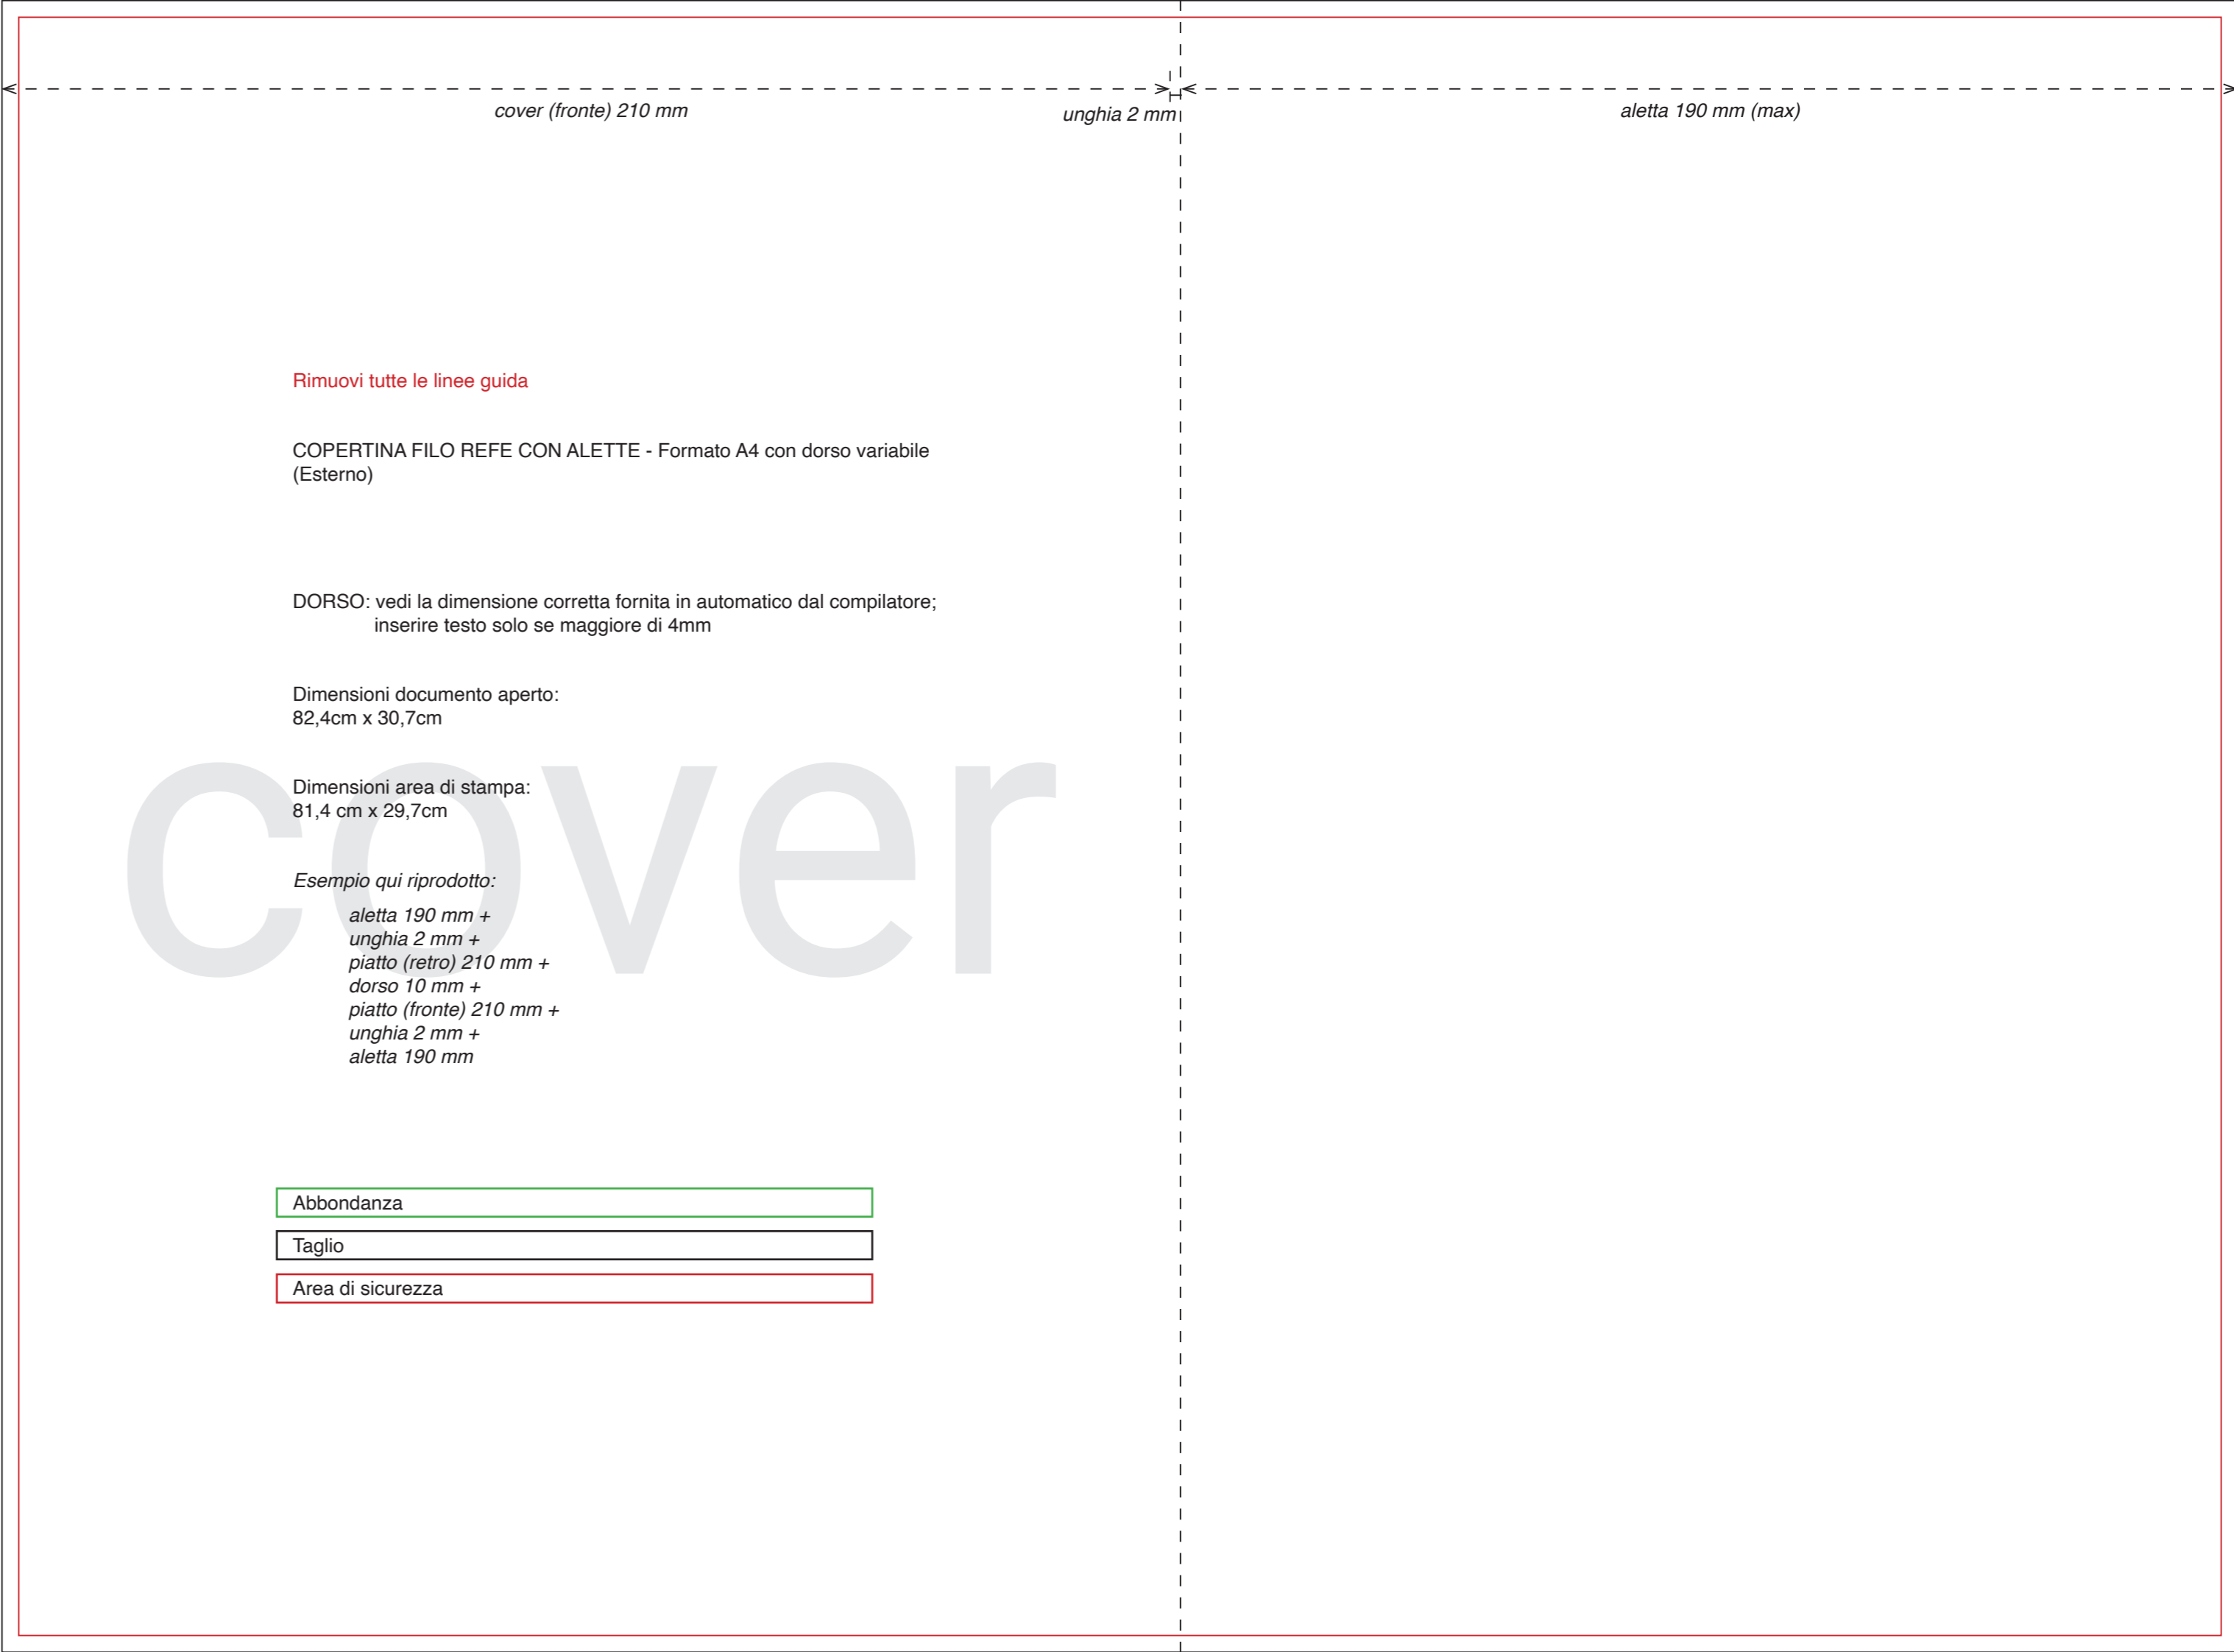 cover (fronte) 210 mm
unghia 2 mm
aletta 190 mm (max)
Rimuovi tutte le linee guida
COPERTINA FILO REFE CON ALETTE - Formato A4 con dorso variabile
(Esterno)
DORSO: vedi la dimensione corretta fornita in automatico dal compilatore;
inserire testo solo se maggiore di 4mm
Dimensioni documento aperto:
82,4cm x 30,7cm
cover
Dimensioni area di stampa:
81,4 cm x 29,7cm
Esempio qui riprodotto:
aletta 190 mm +
unghia 2 mm +
piatto (retro) 210 mm +
dorso 10 mm +
piatto (fronte) 210 mm +
unghia 2 mm +
aletta 190 mm
Abbondanza
Taglio
Area di sicurezza